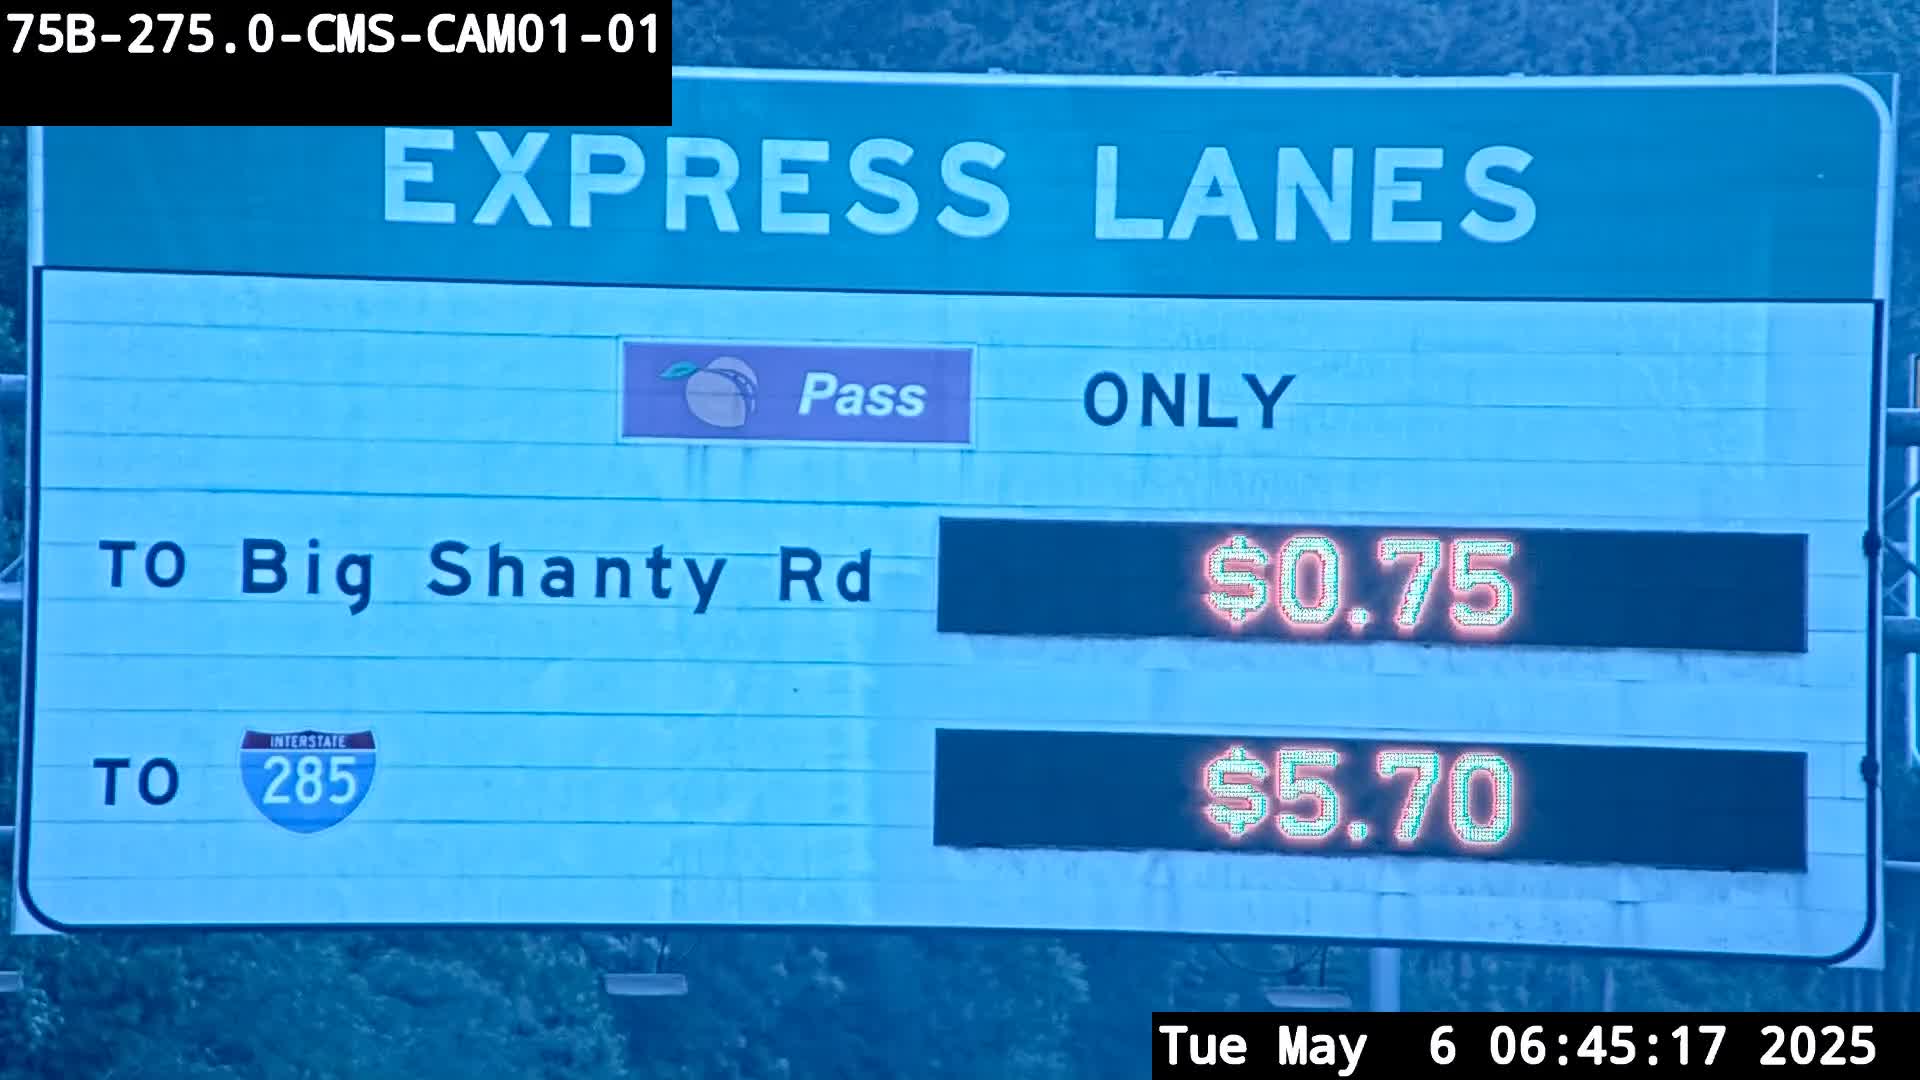 75B-275.0-CMS-CAM01-01
EXPRESS LANES
Pass ONLY
TO Big Shanty Rd $0.75
INTERSTATE
TO 285 $5.70
Tue May 6 06:45:17 2025